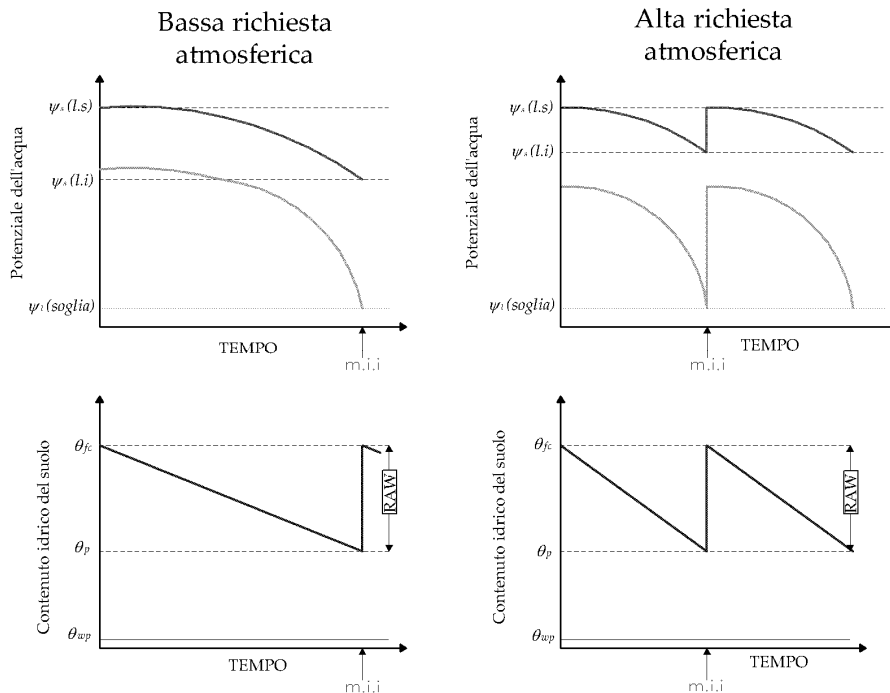 Bassa richiesta
atmosferica
Potenziale dell'acqua
ψs(l.s)
ψs(l.i)
ψl(soglia)
TEMPO
m.i.i
Alta richiesta
atmosferica
Potenziale dell'acqua
ψs(l.s)
ψs(l.i)
ψl(soglia)
TEMPO
m.i.i
Contenuto idrico del suolo
θfc
θp
θwp
RAW
TEMPO
m.i.i
Contenuto idrico del suolo
θfc
θp
θwp
RAW
TEMPO
m.i.i